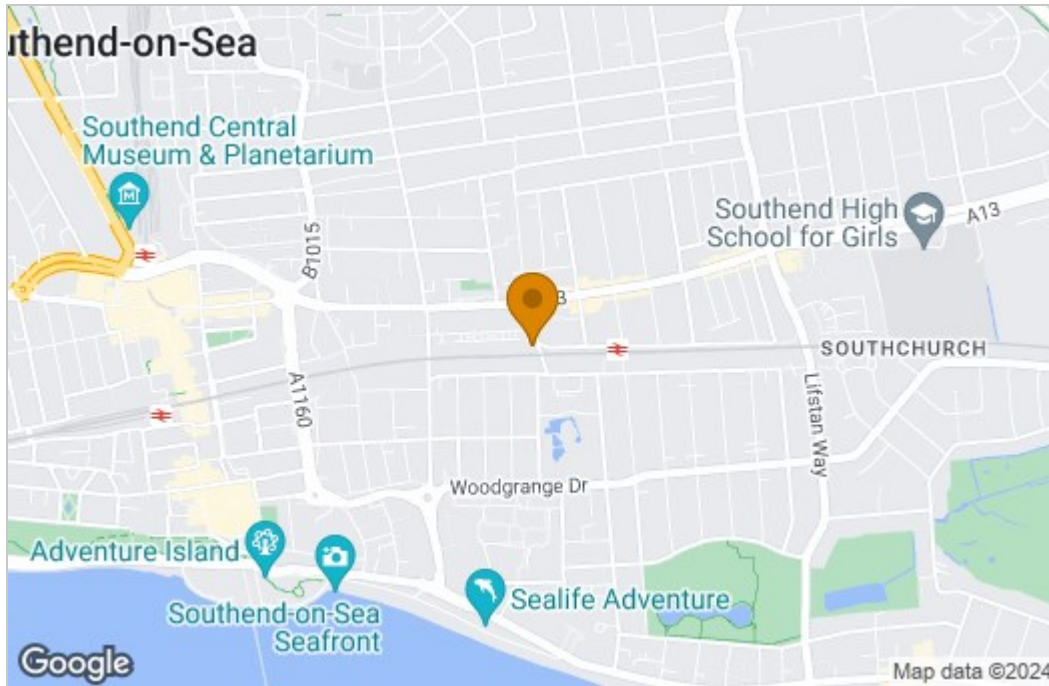 uthend-on-Sea
Southend Central
Museum & Planetarium
B1015
Southend High
School for Girls
A13
SOUTHCHURCH
A1160
Lifstan Way
Woodgrange Dr
Adventure Island
Southend-on-Sea
Seafront
Sealife Adventure
Google
Map data ©2024